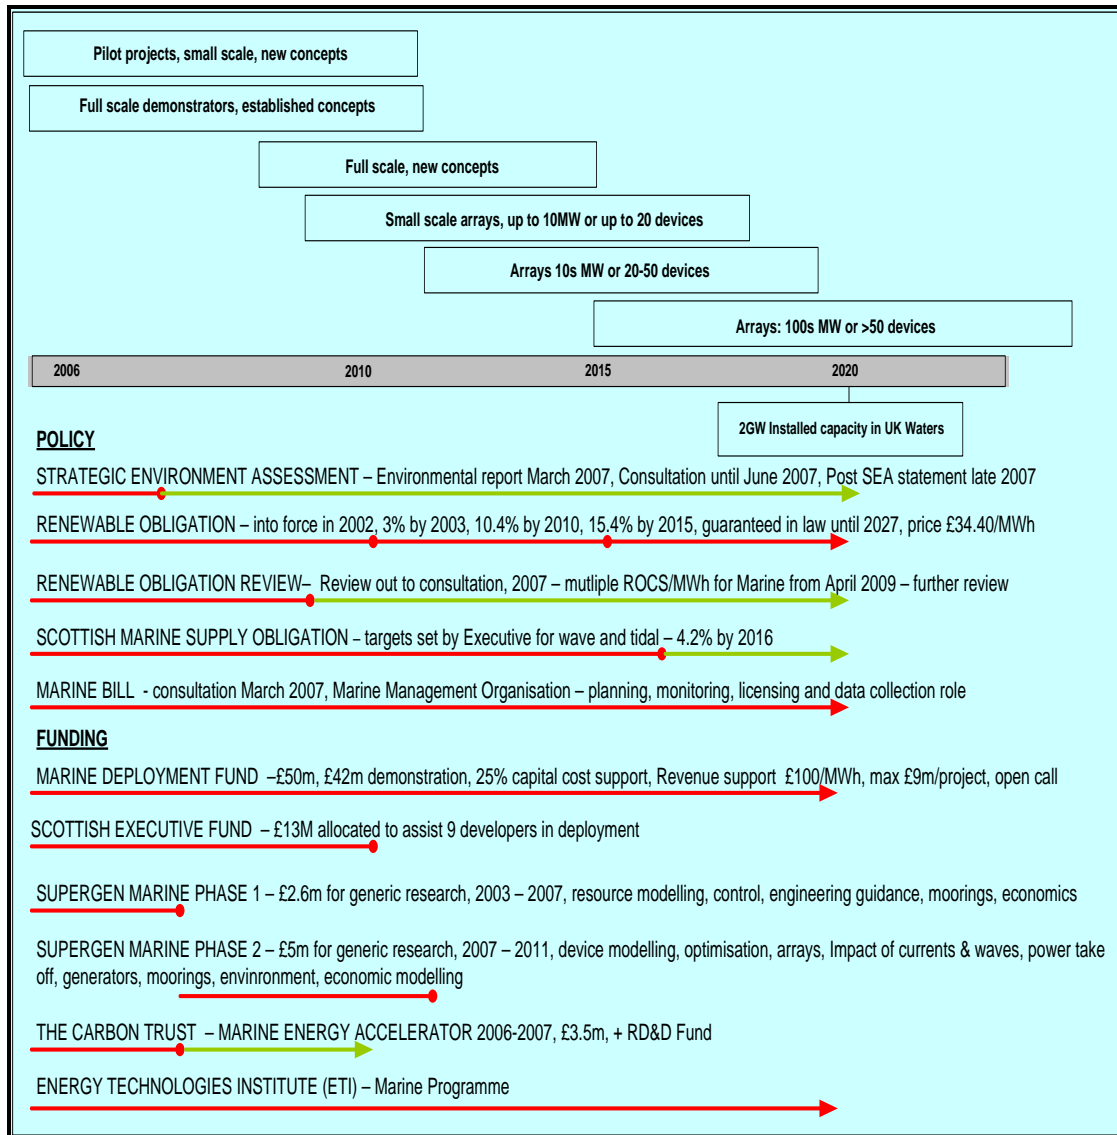 Pilot projects, small scale, new concepts
Full scale demonstrators, established concepts
Full scale, new concepts
Small scale arrays, up to 10MW or up to 20 devices
Arrays 10s MW or 20-50 devices
Arrays: 100s MW or >50 devices
2006 2010 2015 2020
2GW Installed capacity in UK Waters
POLICY
STRATEGIC ENVIRONMENT ASSESSMENT – Environmental report March 2007, Consultation until June 2007, Post SEA statement late 2007
RENEWABLE OBLIGATION – into force in 2002, 3% by 2003, 10.4% by 2010, 15.4% by 2015, guaranteed in law until 2027, price £34.40/MWh
RENEWABLE OBLIGATION REVIEW– Review out to consultation, 2007 – mutliple ROCS/MWh for Marine from April 2009 – further review
SCOTTISH MARINE SUPPLY OBLIGATION – targets set by Executive for wave and tidal – 4.2% by 2016
MARINE BILL - consultation March 2007, Marine Management Organisation – planning, monitoring, licensing and data collection role
FUNDING
MARINE DEPLOYMENT FUND –£50m, £42m demonstration, 25% capital cost support, Revenue support £100/MWh, max £9m/project, open call
SCOTTISH EXECUTIVE FUND – £13M allocated to assist 9 developers in deployment
SUPERGEN MARINE PHASE 1 – £2.6m for generic research, 2003 – 2007, resource modelling, control, engineering guidance, moorings, economics
SUPERGEN MARINE PHASE 2 – £5m for generic research, 2007 – 2011, device modelling, optimisation, arrays, Impact of currents & waves, power take
off, generators, moorings, envinronment, economic modelling
THE CARBON TRUST – MARINE ENERGY ACCELERATOR 2006-2007, £3.5m, + RD&D Fund
ENERGY TECHNOLOGIES INSTITUTE (ETI) – Marine Programme